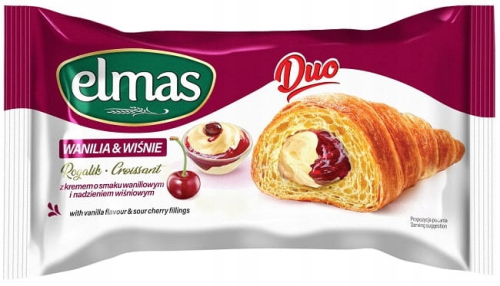 elmas
Duo
WANILIA & WIŚNIE
Rogalik • Croissant
z kremem o smaku waniliowym
i nadzieniem wiśniowym
with vanilla flavour & sour cherry fillings
Propozycja podania
Serving suggestion